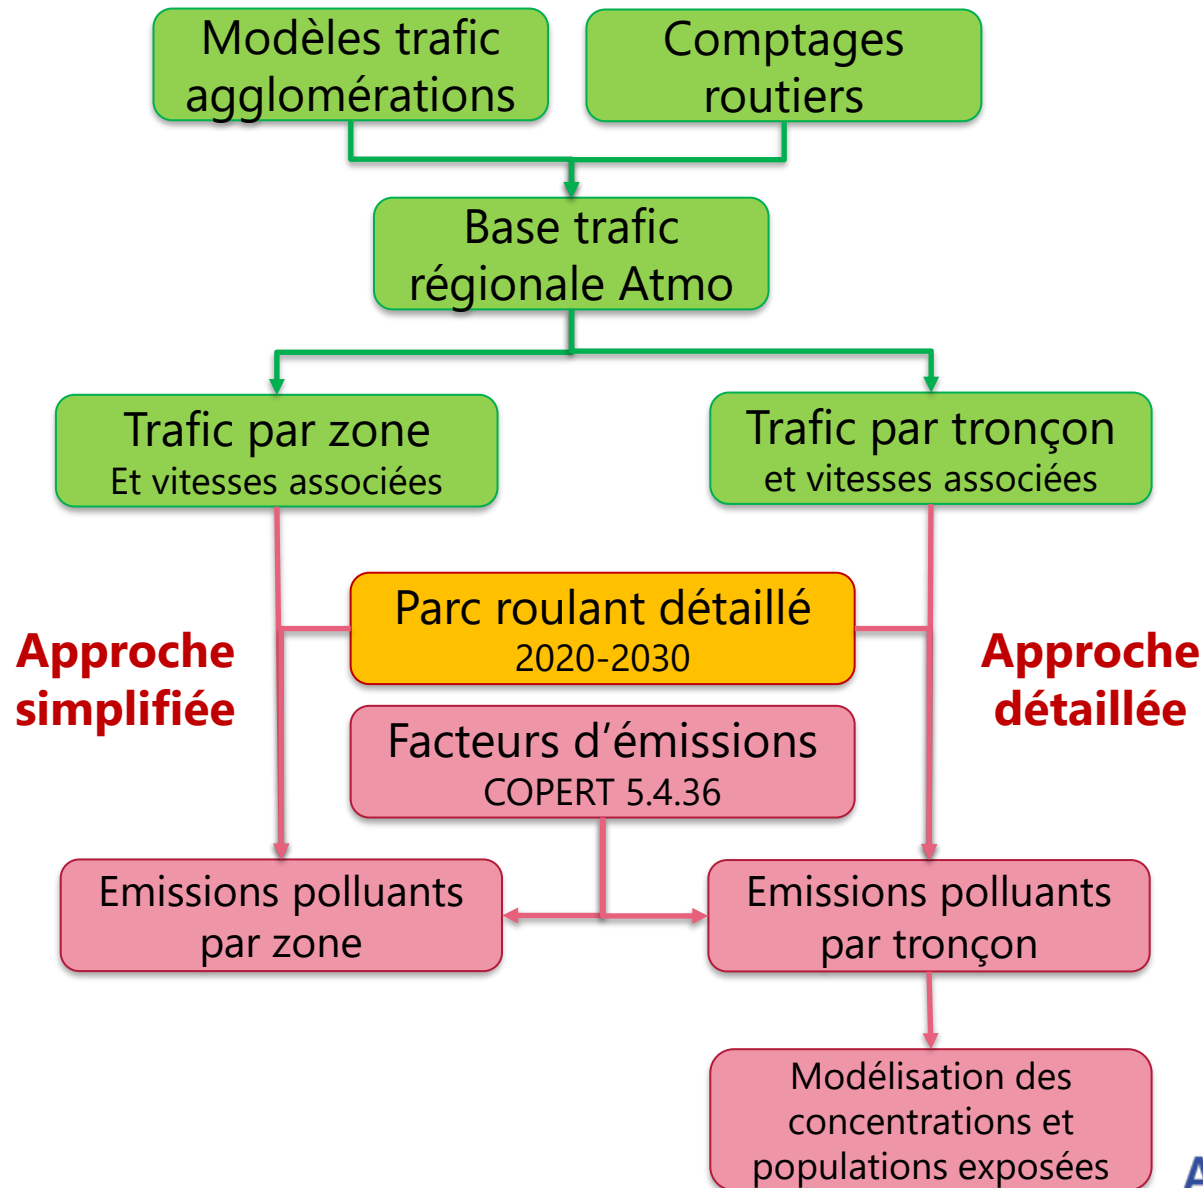 Modèles trafic
agglomérations
Comptages
routiers
Base trafic
régionale Atmo
Trafic par zone
Et vitesses associées
Trafic par tronçon
et vitesses associées
Parc roulant détaillé
2020-2030
Approche
simplifiée
Approche
détaillée
Facteurs d'émissions
COPERT 5.4.36
Emissions polluants
par zone
Emissions polluants
par tronçon
Modélisation des
concentrations et
populations exposées
A